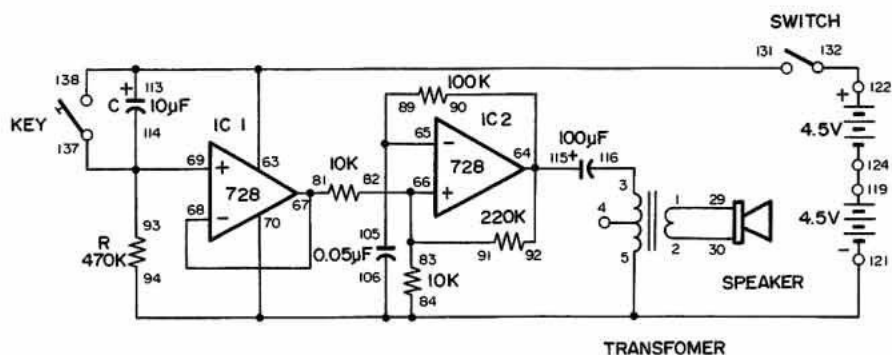 SWITCH
131
132
138
113
+
C
10µF
114
KEY
137
IC 1
69
+
63
728
68
-
70
67
10K
81
82
100K
89
90
IC2
65
-
728
64
66
+
100µF
115
+
116
220K
91
92
105
0.05µF
106
83
10K
84
93
R
470K
94
3
4
5
1
2
29
30
SPEAKER
+
122
4.5V
124
119
4.5V
-
121
TRANSFOMER